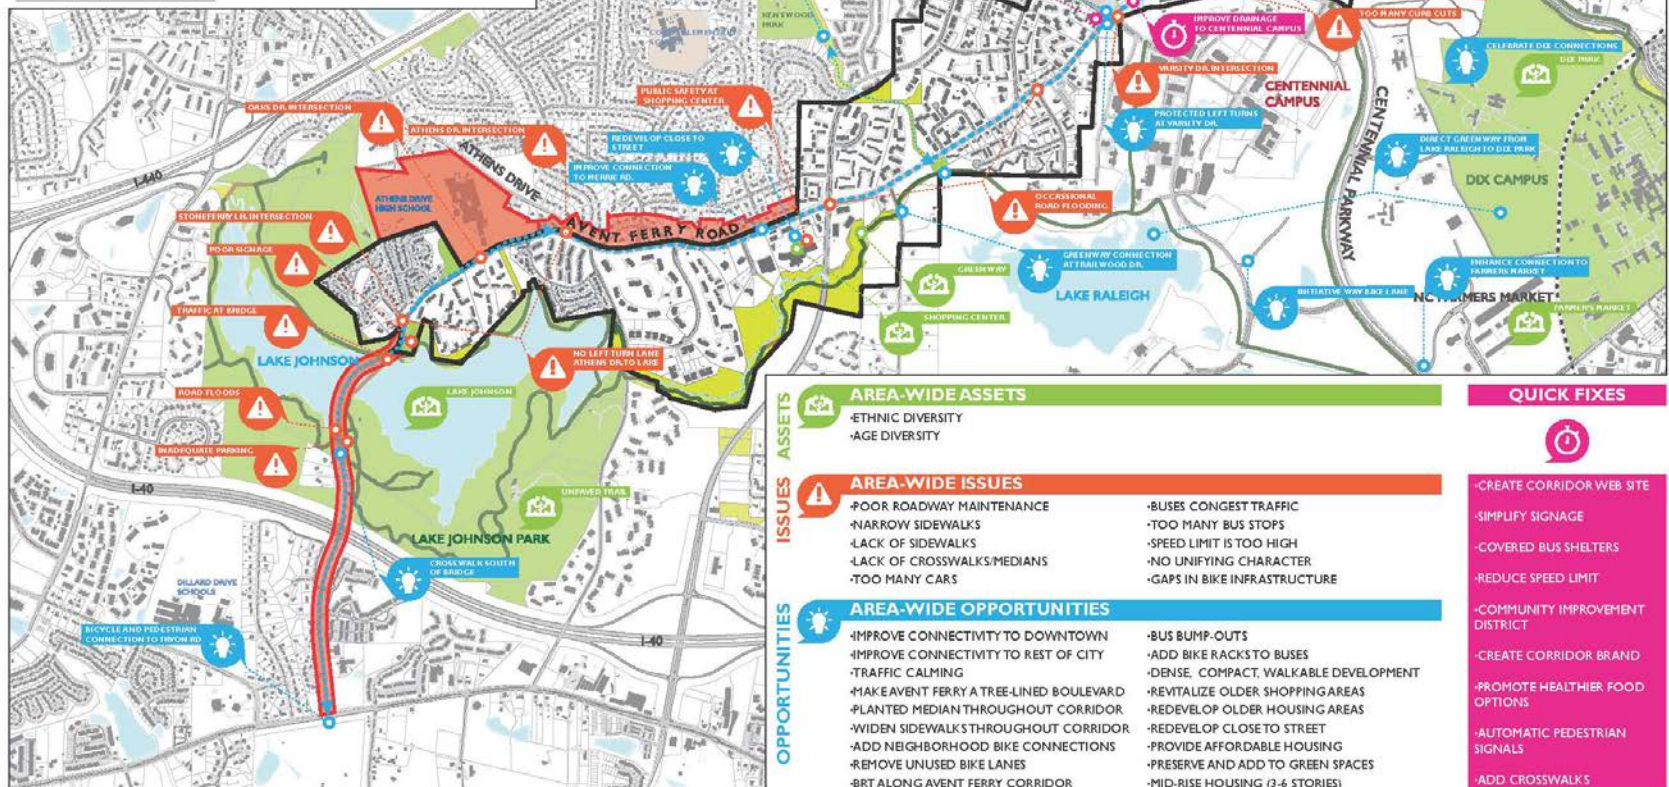 KENTWOOD
PARK
IMPROVE DRAINAGE
TO CENTENNIAL CAMPUS
TOO MANY CURB CUTS
CELEBRATE DIX CONNECTIONS
DIX PARK
VARSITY DR. INTERSECTION
CENTENNIAL
CAMPUS
PUBLIC SAFETY AT
SHOPPING CENTER
OAKS DR. INTERSECTION
ATHENS DR. INTERSECTION
PROTECTED LEFT TURNS
AT VARSITY DR.
REDEVELOP CLOSE TO
STREET
CENTENNIAL PARKWAY
DIRECT GREENWAY FROM
LAKE RALEIGH TO DIX PARK
ATHENS DRIVE
IMPROVE CONNECTION
TO MERRIE RD.
I-440
DIX CAMPUS
ATHENS DRIVE
HIGH SCHOOL
OCCASSIONAL
ROAD FLOODING
STONEFERRY LN. INTERSECTION
AVENT FERRY ROAD
POOR SIGNAGE
GREENWAY CONNECTION
AT TRAILWOOD DR.
ENHANCE CONNECTION TO
FARMERS MARKET
GREENWAY
LAKE RALEIGH
INITIATIVE WAY BIKE LANE
NC FARMERS MARKET
FARMERS MARKET
TRAFFIC AT BRIDGE
SHOPPING CENTER
LAKE JOHNSON
NO LEFT TURN LANE
ATHENS DR. TO LAKE
ROAD FLOODS
LAKE JOHNSON
INADEQUATE PARKING
I-40
UNPAVED TRAIL
LAKE JOHNSON PARK
CROSSWALK SOUTH
OF BRIDGE
DILLARD DRIVE
SCHOOLS
BICYCLE AND PEDESTRIAN
CONNECTION TO TRYON RD
I-40
ASSETS
AREA-WIDE ASSETS
•ETHNIC DIVERSITY
•AGE DIVERSITY
ISSUES
AREA-WIDE ISSUES
•POOR ROADWAY MAINTENANCE
•NARROW SIDEWALKS
•LACK OF SIDEWALKS
•LACK OF CROSSWALKS/MEDIANS
•TOO MANY CARS
•BUSES CONGEST TRAFFIC
•TOO MANY BUS STOPS
•SPEED LIMIT IS TOO HIGH
•NO UNIFYING CHARACTER
•GAPS IN BIKE INFRASTRUCTURE
OPPORTUNITIES
AREA-WIDE OPPORTUNITIES
•IMPROVE CONNECTIVITY TO DOWNTOWN
•IMPROVE CONNECTIVITY TO REST OF CITY
•TRAFFIC CALMING
•MAKE AVENT FERRY A TREE-LINED BOULEVARD
•PLANTED MEDIAN THROUGHOUT CORRIDOR
•WIDEN SIDEWALKS THROUGHOUT CORRIDOR
•ADD NEIGHBORHOOD BIKE CONNECTIONS
•REMOVE UNUSED BIKE LANES
•BRT ALONG AVENT FERRY CORRIDOR
•BUS BUMP-OUTS
•ADD BIKE RACKS TO BUSES
•DENSE, COMPACT, WALKABLE DEVELOPMENT
•REVITALIZE OLDER SHOPPING AREAS
•REDEVELOP OLDER HOUSING AREAS
•REDEVELOP CLOSE TO STREET
•PROVIDE AFFORDABLE HOUSING
•PRESERVE AND ADD TO GREEN SPACES
•MID-RISE HOUSING (3-6 STORIES)
QUICK FIXES
•CREATE CORRIDOR WEB SITE
•SIMPLIFY SIGNAGE
•COVERED BUS SHELTERS
•REDUCE SPEED LIMIT
•COMMUNITY IMPROVEMENT
DISTRICT
•CREATE CORRIDOR BRAND
•PROMOTE HEALTHIER FOOD
OPTIONS
•AUTOMATIC PEDESTRIAN
SIGNALS
•ADD CROSSWALKS